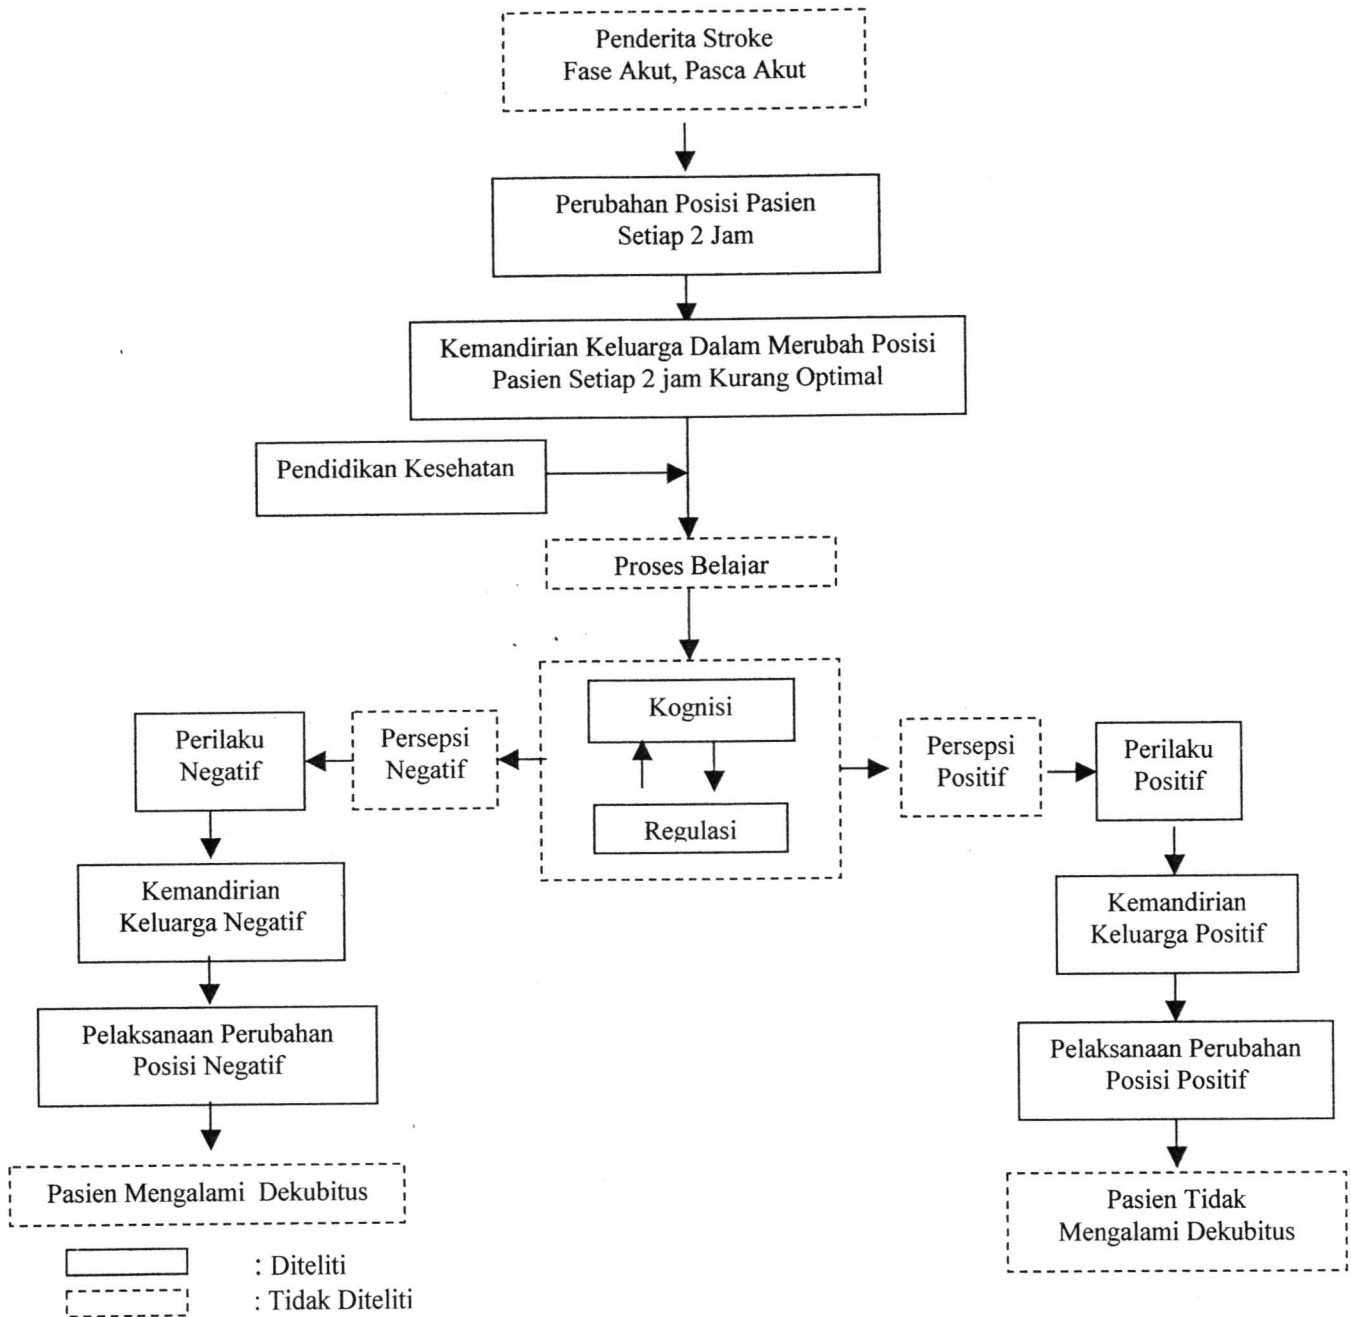 Penderita Stroke
Fase Akut, Pasca Akut
Perubahan Posisi Pasien
Setiap 2 Jam
Kemandirian Keluarga Dalam Merubah Posisi
Pasien Setiap 2 jam Kurang Optimal
Pendidikan Kesehatan
Proses Belajar
Kognisi
Regulasi
Persepsi
Negatif
Perilaku
Negatif
Kemandirian
Keluarga Negatif
Pelaksanaan Perubahan
Posisi Negatif
Pasien Mengalami Dekubitus
Persepsi
Positif
Perilaku
Positif
Kemandirian
Keluarga Positif
Pelaksanaan Perubahan
Posisi Positif
Pasien Tidak
Mengalami Dekubitus
: Diteliti
: Tidak Diteliti